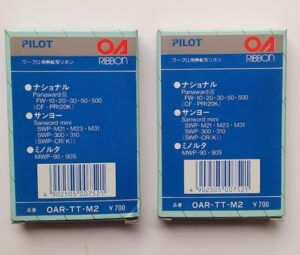 PILOT
OA
RIBBON
ワープロ用熱転写リボン
●ナショナル
PanawardⅢ
FW-10・20・30・50・500
(CF-PR120K)
●サンヨー
Sanword mini
SWP-M21・M23・M31
SWP-300・310
(SWP-CR(K))
●ミノルタ
MWP-90・90S
4902505007521
品番 OAR-TT-M2 ¥700
PILOT
OA
RIBBON
ワープロ用熱転写リボン
●ナショナル
PanawardⅢ
FW-10・20・30・50・500
(CF-PR120K)
●サンヨー
Sanword mini
SWP-M21・M23・M31
SWP-300・310
(SWP-CR(K))
●ミノルタ
MWP-90・90S
4902505007521
品番 OAR-TT-M2 ¥700